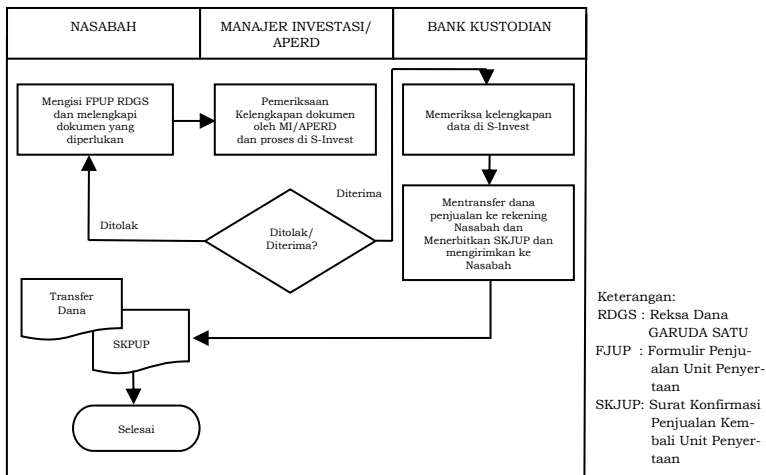 NASABAH
MANAJER INVESTASI/
APERD
BANK KUSTODIAN
Mengisi FPUP RDGS
dan melengkapi
dokumen yang
diperlukan
Pemeriksaan
Kelengkapan dokumen
oleh MI/APERD
dan proses di S-Invest
Memeriksa kelengkapan
data di S-Invest
Diterima
Ditolak
Ditolak/
Diterima?
Mentransfer dana
penjualan ke rekening
Nasabah dan
Menerbitkan SKJUP dan
mengirimkan ke
Nasabah
Transfer
Dana
SKPUP
Selesai
Keterangan:
RDGS : Reksa Dana
GARUDA SATU
FJUP : Formulir Penju-
alan Unit Penyer-
taan
SKJUP: Surat Konfirmasi
Penjualan Kem-
bali Unit Penyer-
taan